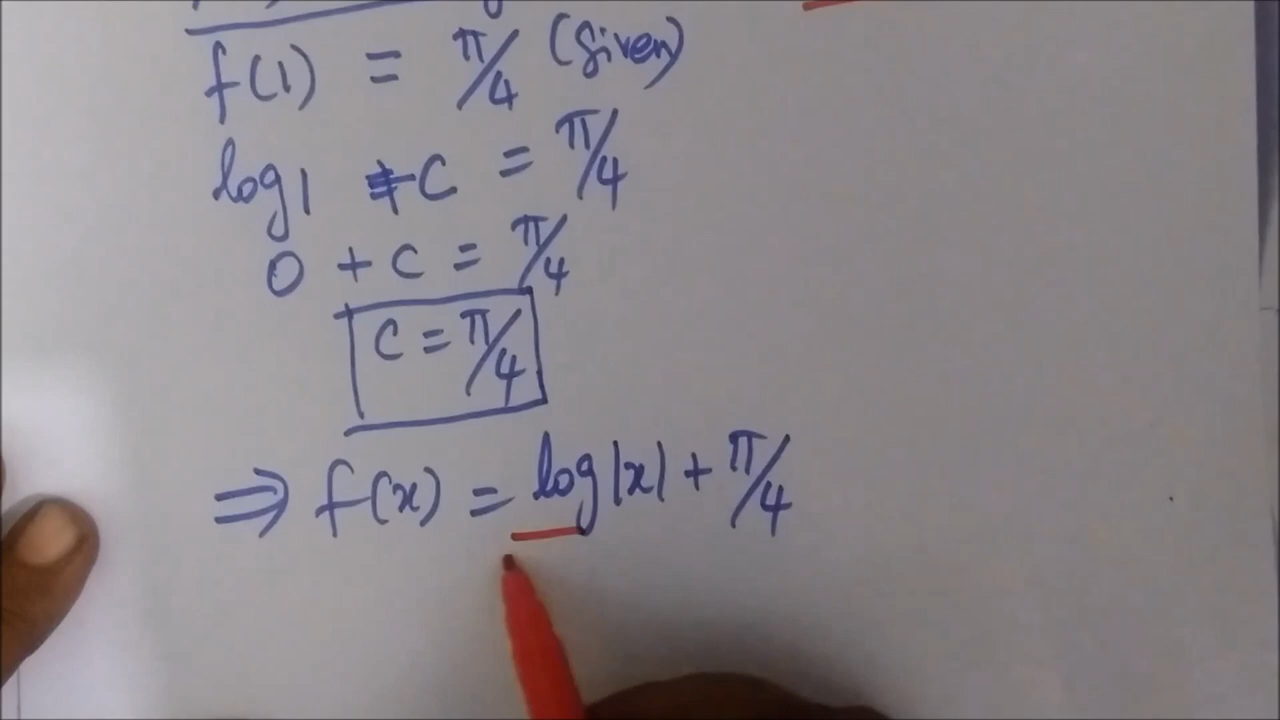 f(1) = π/4 (given)
log1 + C = π/4
0 + C = π/4
C = π/4
⇒ f(x) = log|x| + π/4